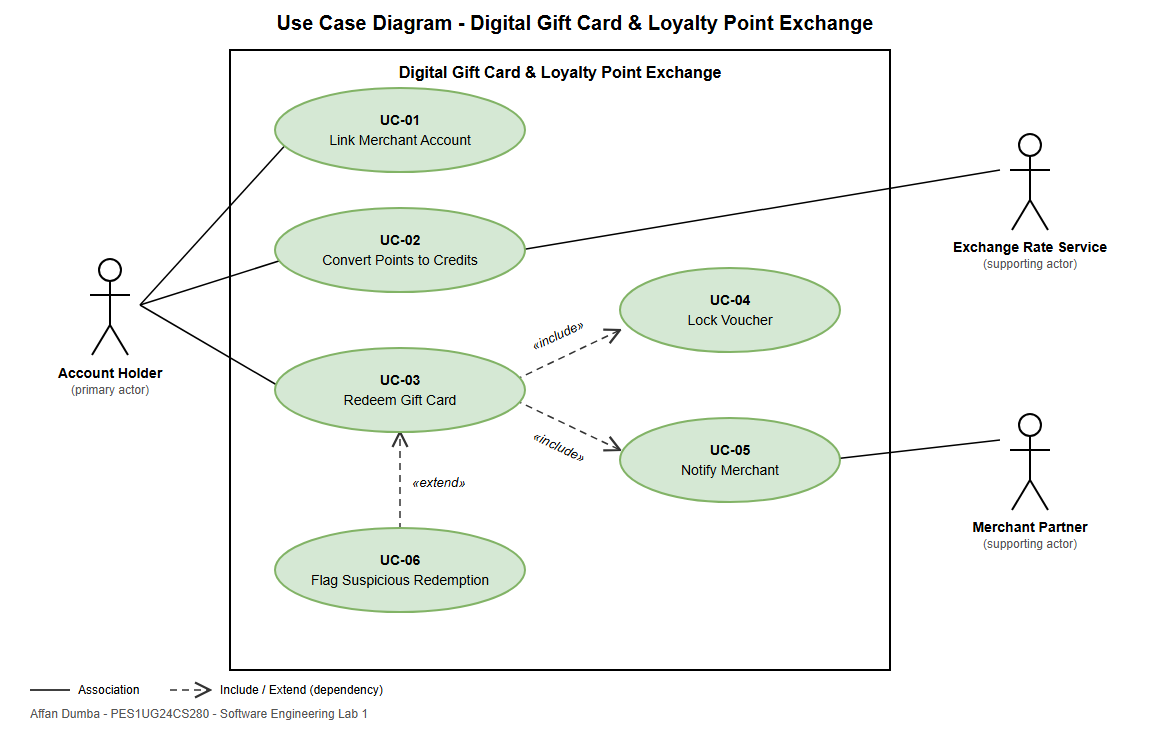 Use Case Diagram - Digital Gift Card & Loyalty Point Exchange
Digital Gift Card & Loyalty Point Exchange
UC-01
Link Merchant Account
UC-02
Convert Points to Credits
Exchange Rate Service
(supporting actor)
UC-04
Lock Voucher
«include»
Account Holder
(primary actor)
UC-03
Redeem Gift Card
«include»
UC-05
Notify Merchant
«extend»
Merchant Partner
(supporting actor)
UC-06
Flag Suspicious Redemption
Association
Include / Extend (dependency)
Affan Dumba - PES1UG24CS280 - Software Engineering Lab 1